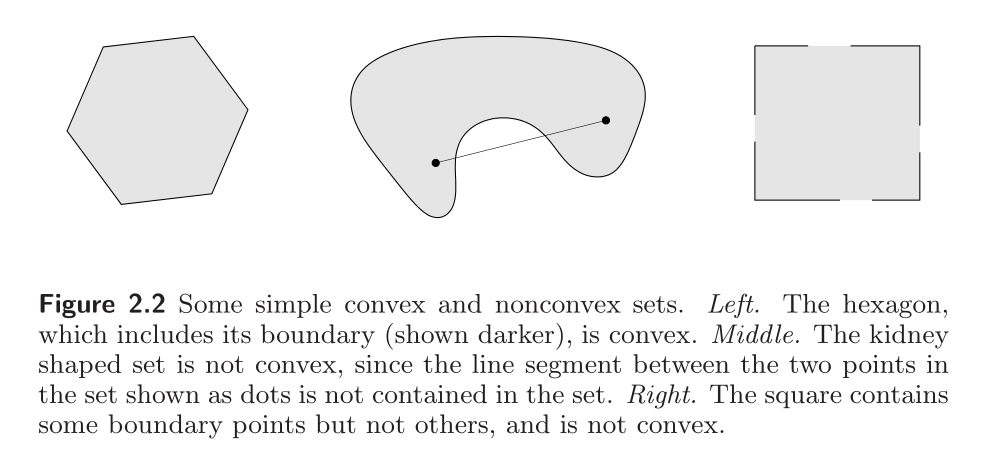 Figure 2.2 Some simple convex and nonconvex sets. Left. The hexagon,
which includes its boundary (shown darker), is convex. Middle. The kidney
shaped set is not convex, since the line segment between the two points in
the set shown as dots is not contained in the set. Right. The square contains
some boundary points but not others, and is not convex.